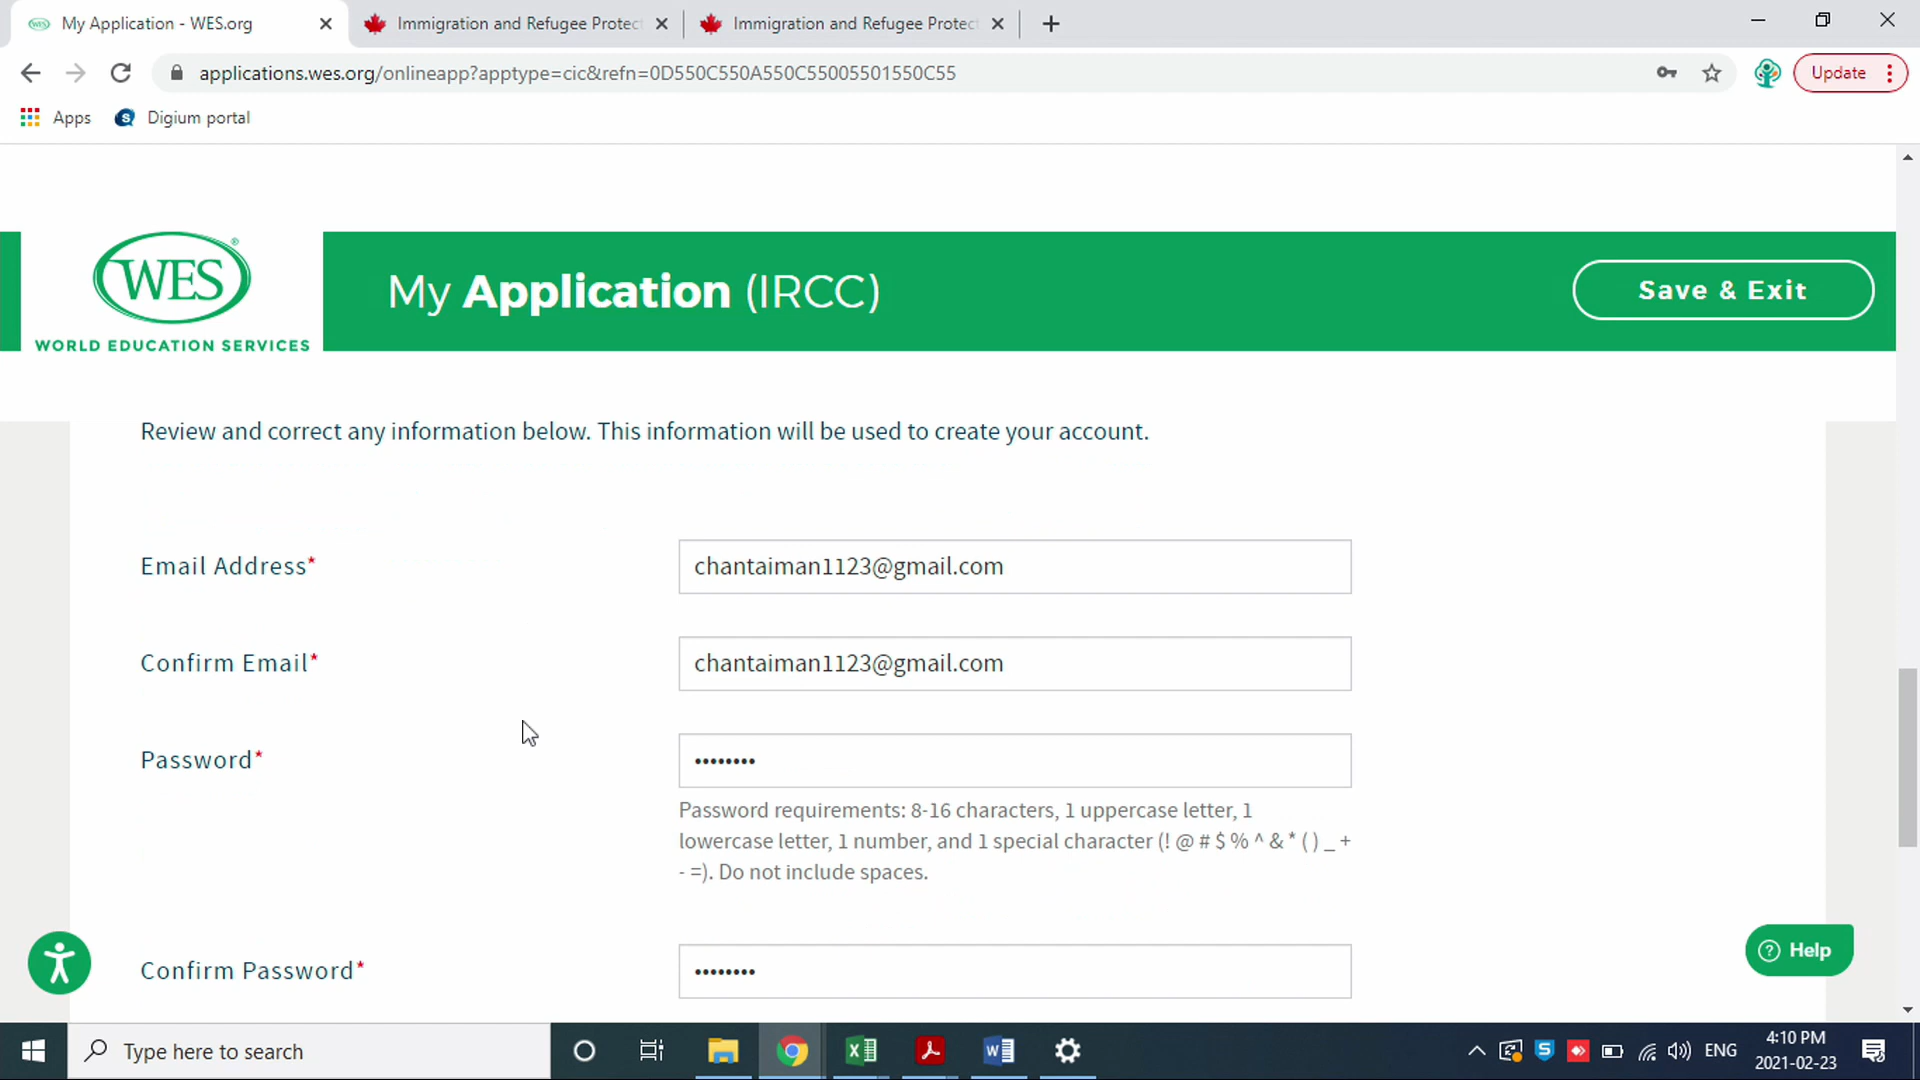 My Application - WES.org
Immigration and Refugee Protec
Immigration and Refugee Protec
applications.wes.org/onlineapp?apptype=cic&refn=0D550C550A550C55005501550C55
Update
Apps
Digium portal
WES
WORLD EDUCATION SERVICES
My Application (IRCC)
Save & Exit
Review and correct any information below. This information will be used to create your account.
Email Address*
chantaiman1123@gmail.com
Confirm Email*
chantaiman1123@gmail.com
Password*
••••••••
Password requirements: 8-16 characters, 1 uppercase letter, 1
lowercase letter, 1 number, and 1 special character (! @ # $ % ^ & * ( ) _ +
- =). Do not include spaces.
Confirm Password*
••••••••
Help
Type here to search
ENG
4:10 PM
2021-02-23